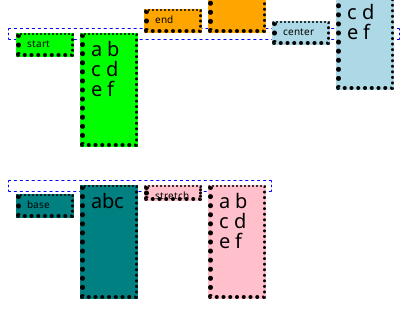 c d
e f
end
center
start
a b
c d
e f
base
abc
stretch
a b
c d
e f